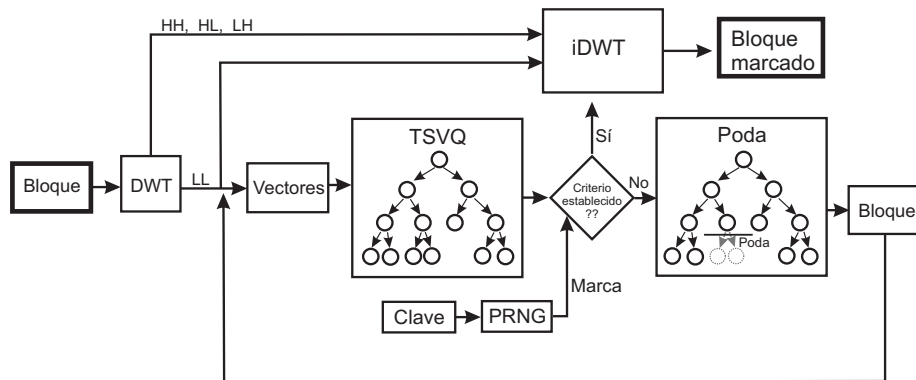 HH, HL, LH
iDWT
Bloque
marcado
Sí
TSVQ
Poda
Bloque
DWT
LL
Vectores
Criterio
establecido
??
No
Poda
Bloque
Marca
Clave
PRNG